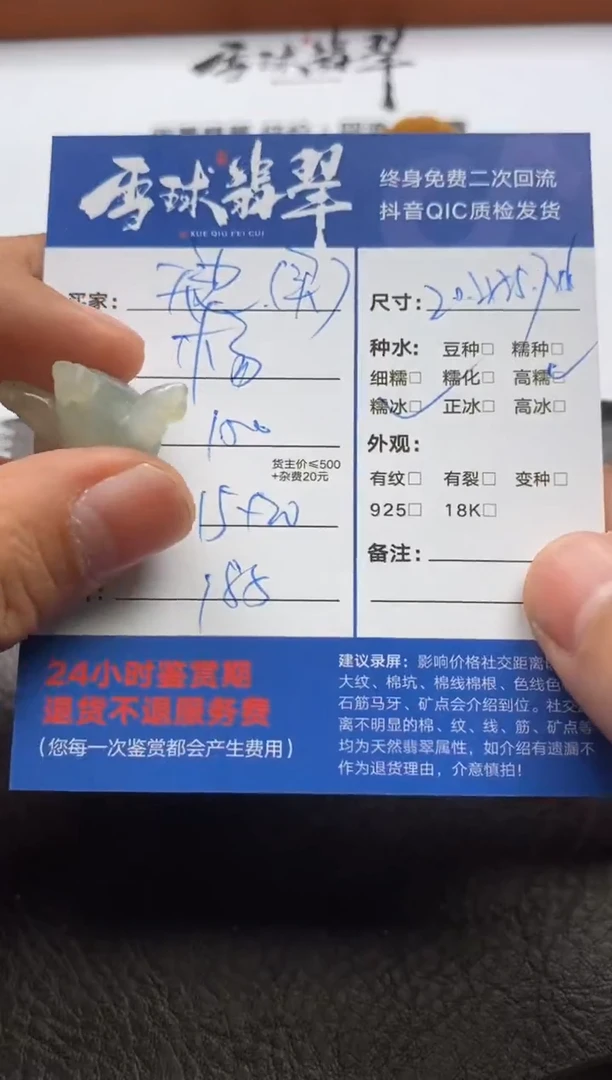 雪球翡翠
雪球翡翠
XUE QIU FEI CUI
终身免费二次回流
抖音QIC质检发货
买家：
杨
100
货主价≤500
+杂费20元
15+20
188
尺寸：
种水： 豆种□ 糯种□
细糯□ 糯化□ 高糯□
糯冰□ 正冰□ 高冰□
外观：
有纹□ 有裂□ 变种□
925□ 18K□
备注：
24小时鉴赏期
退货不退服务费
（您每一次鉴赏都会产生费用）
建议录屏：影响价格社交距离
大纹、棉坑、棉线棉根、色线色
石筋马牙、矿点会介绍到位。社交
离不明显的棉、纹、线、筋、矿点等
均为天然翡翠属性，如介绍有遗漏不
作为退货理由，介意慎拍！